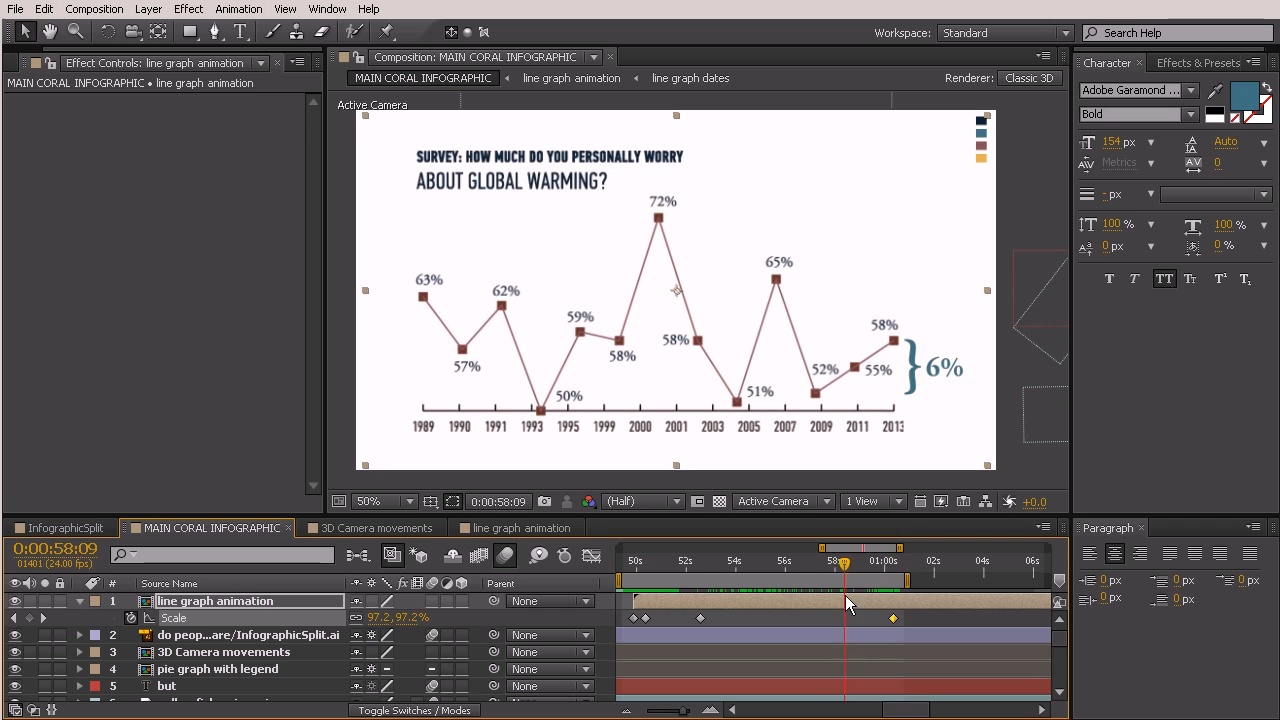 File Edit Composition Layer Effect Animation View Window Help
Workspace: Standard Search Help
Effect Controls: line graph animation
MAIN CORAL INFOGRAPHIC • line graph animation
Composition: MAIN CORAL INFOGRAPHIC
MAIN CORAL INFOGRAPHIC line graph animation line graph dates Renderer: Classic 3D
Active Camera
SURVEY: HOW MUCH DO YOU PERSONALLY WORRY
ABOUT GLOBAL WARMING?
72%
65%
63%
62%
59%
58%
58%
58%
57%
58%
52%
55%
} 6%
50%
51%
1989 1990 1991 1993 1995 1999 2000 2001 2003 2005 2007 2009 2011 2013
50% 0:00:58:09 (Half) Active Camera 1 View +0.0
Character Effects & Presets
Adobe Garamond ...
Bold
154 px Auto
Metrics 0
- px
100 % 100 %
0 px 0 %
T T TT Tr T¹ T₁
InfographicSplit MAIN CORAL INFOGRAPHIC 3D Camera movements line graph animation
0:00:58:09
01401 (24.00 fps)
50s 52s 54s 56s 58s 01:00s 02s 04s 06s
# Source Name Parent
1 line graph animation None
Scale 97.2, 97.2%
2 do peop...are/InfographicSplit.ai None
3 3D Camera movements None
4 pie graph with legend None
5 but None
Toggle Switches / Modes
Paragraph
0 px 0 px 0 px
0 px 0 px